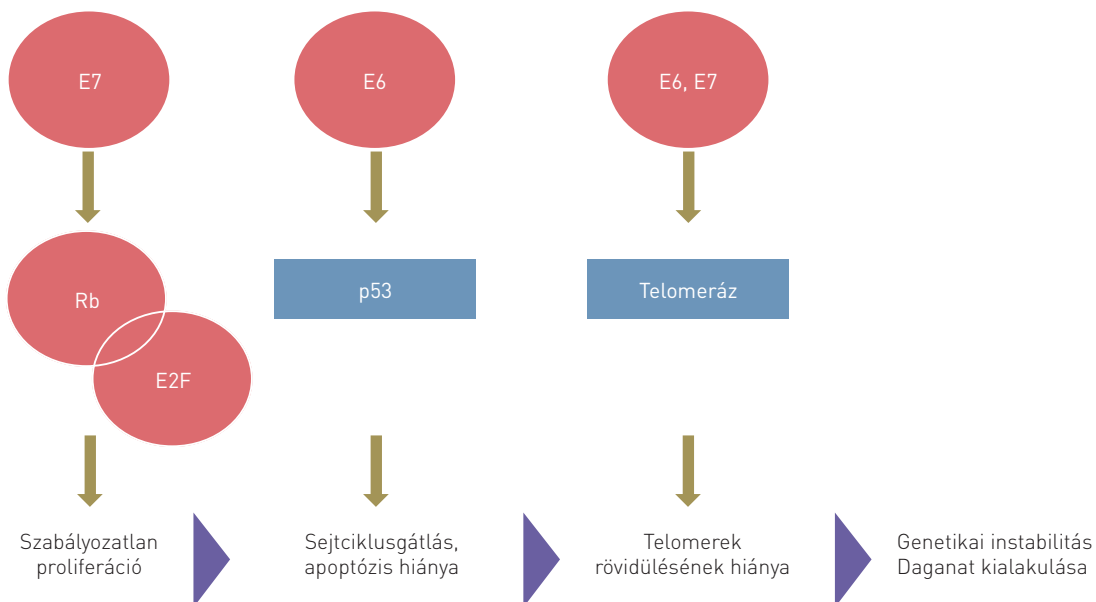 E7
E6
E6, E7
Rb
E2F
p53
Telomeráz
Szabályozatlan
proliferáció
Sejtciklusgátlás,
apoptózis hiánya
Telomerek
rövidülésének hiánya
Genetikai instabilitás
Daganat kialakulása